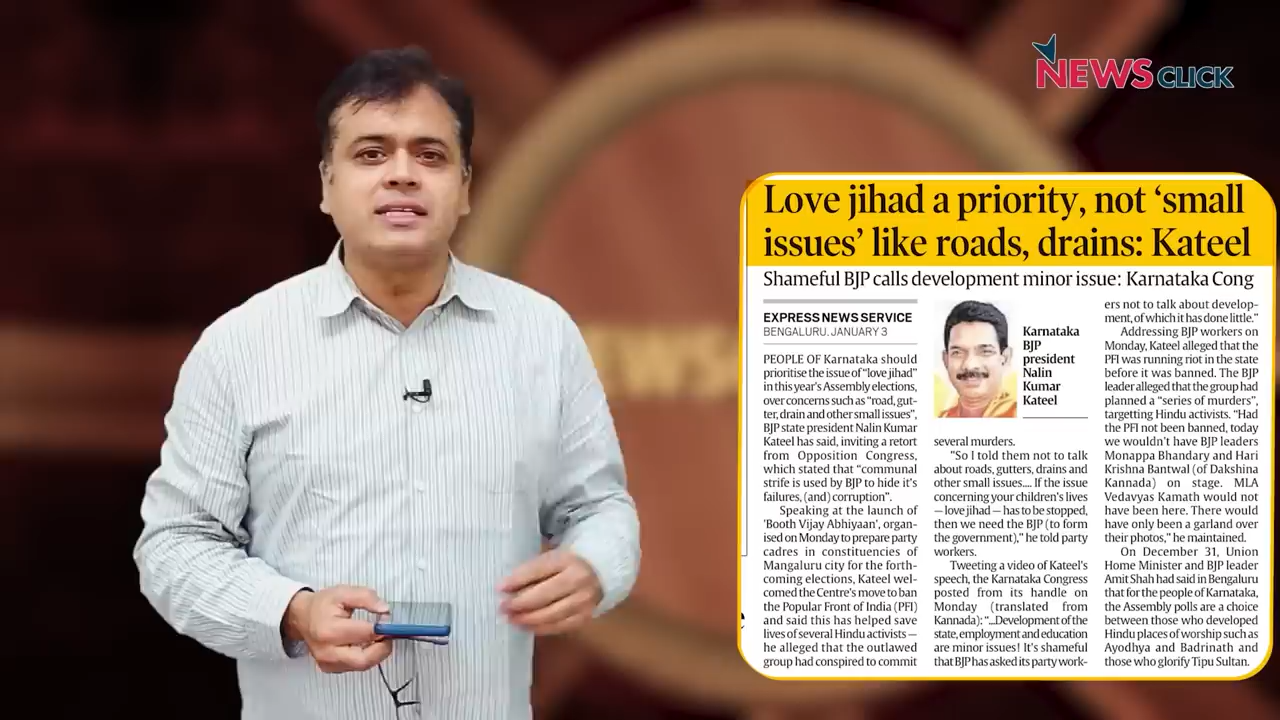 NEWSCLICK
NEWS
Love jihad a priority, not ‘small
issues’ like roads, drains: Kateel
Shameful BJP calls development minor issue: Karnataka Cong
EXPRESS NEWS SERVICE
BENGALURU, JANUARY 3
PEOPLE OF Karnataka should
prioritise the issue of “love jihad”
in this year’s Assembly elections,
over concerns such as “road, gut-
ter, drain and other small issues”,
BJP state president Nalin Kumar
Kateel has said, inviting a retort
from Opposition Congress,
which stated that “communal
strife is used by BJP to hide it’s
failures, (and) corruption”.
Speaking at the launch of
‘Booth Vijay Abhiyaan’, organ-
ised on Monday to prepare party
cadres in constituencies of
Mangaluru city for the forth-
coming elections, Kateel wel-
comed the Centre’s move to ban
the Popular Front of India (PFI)
and said this has helped save
lives of several Hindu activists —
he alleged that the outlawed
group had conspired to commit
Karnataka
BJP
president
Nalin
Kumar
Kateel
several murders.
“So I told them not to talk
about roads, gutters, drains and
other small issues.... If the issue
concerning your children’s lives
— love jihad — has to be stopped,
then we need the BJP (to form
the government),” he told party
workers.
Tweeting a video of Kateel’s
speech, the Karnataka Congress
posted from its handle on
Monday (translated from
Kannada): “...Development of the
state, employment and education
are minor issues! It’s shameful
that BJP has asked its party work-
ers not to talk about develop-
ment, of which it has done little.”
Addressing BJP workers on
Monday, Kateel alleged that the
PFI was running riot in the state
before it was banned. The BJP
leader alleged that the group had
planned a “series of murders”,
targetting Hindu activists. “Had
the PFI not been banned, today
we wouldn’t have BJP leaders
Monappa Bhandary and Hari
Krishna Bantwal (of Dakshina
Kannada) on stage. MLA
Vedavyas Kamath would not
have been here. There would
have only been a garland over
their photos,” he maintained.
On December 31, Union
Home Minister and BJP leader
Amit Shah had said in Bengaluru
that for the people of Karnataka,
the Assembly polls are a choice
between those who developed
Hindu places of worship such as
Ayodhya and Badrinath and
those who glorify Tipu Sultan.